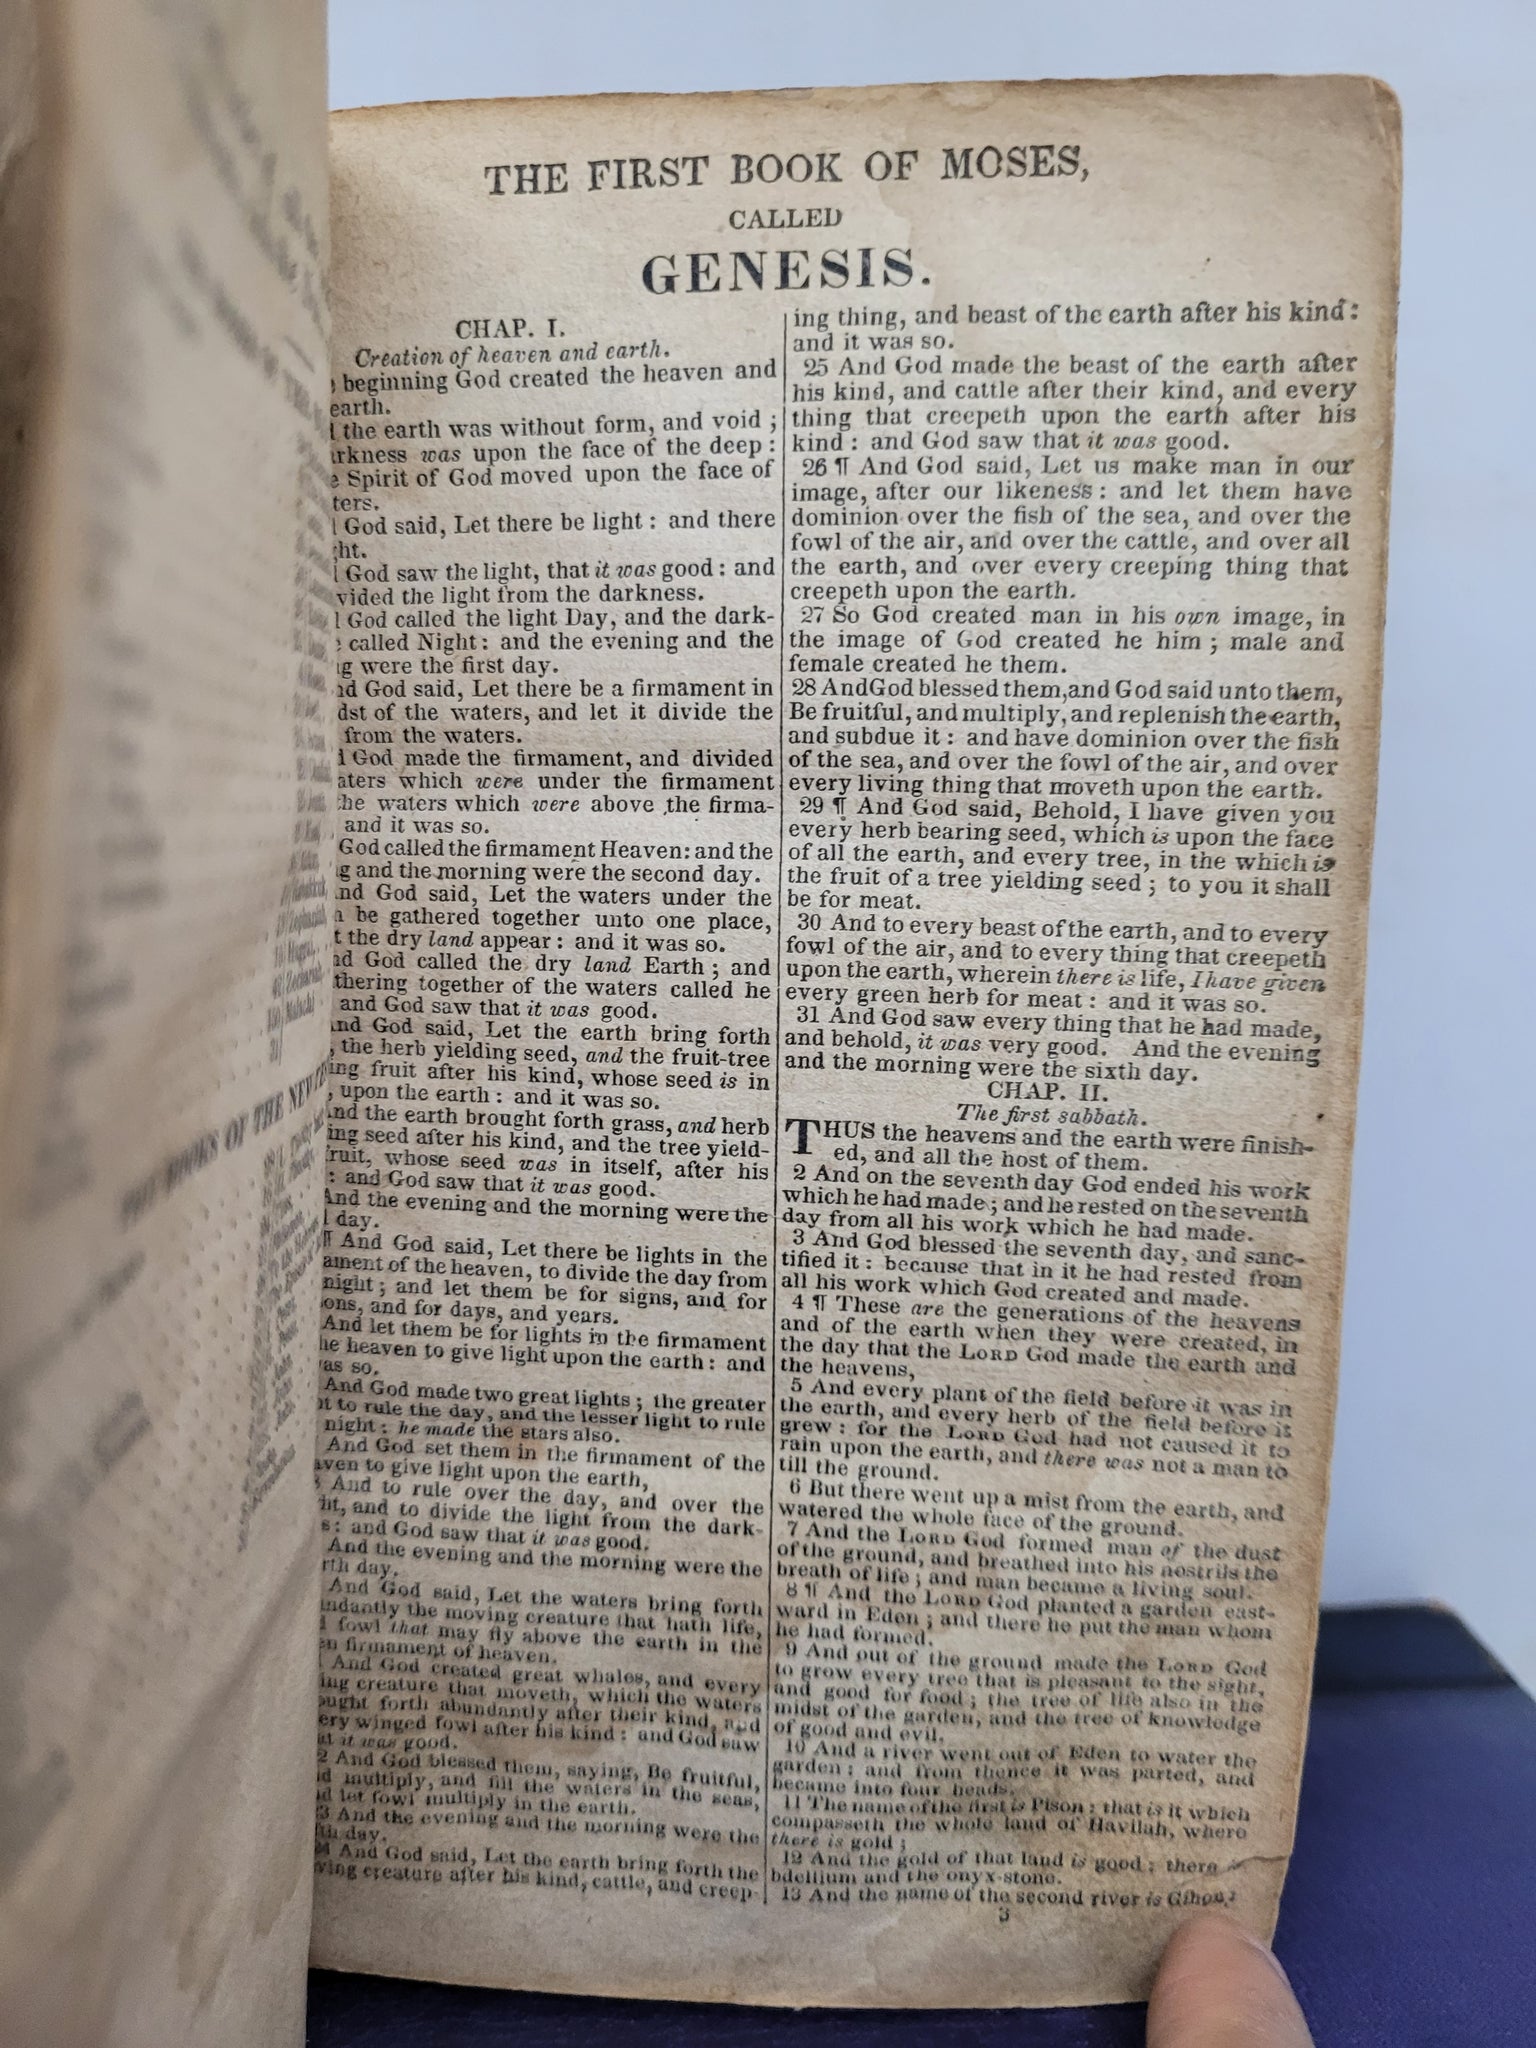 THE FIRST BOOK OF MOSES,
CALLED
GENESIS.
CHAP. I.
Creation of heaven and earth.
beginning God created the heaven and
earth.
the earth was without form, and void ;
rkness was upon the face of the deep :
Spirit of God moved upon the face of
ters.
God said, Let there be light : and there
ht.
God saw the light, that it was good : and
vided the light from the darkness.
God called the light Day, and the dark-
called Night : and the evening and the
g were the first day.
nd God said, Let there be a firmament in
dst of the waters, and let it divide the
from the waters.
God made the firmament, and divided
aters which were under the firmament
he waters which were above the firma-
and it was so.
God called the firmament Heaven: and the
g and the morning were the second day.
nd God said, Let the waters under the
be gathered together unto one place,
t the dry land appear : and it was so.
nd God called the dry land Earth ; and
thering together of the waters called he
and God saw that it was good.
nd God said, Let the earth bring forth
, the herb yielding seed, and the fruit-tree
ing fruit after his kind, whose seed is in
, upon the earth : and it was so.
nd the earth brought forth grass, and herb
ing seed after his kind, and the tree yield-
ruit, whose seed was in itself, after his
: and God saw that it was good.
And the evening and the morning were the
day.
¶ And God said, Let there be lights in the
ament of the heaven, to divide the day from
night ; and let them be for signs, and for
ons, and for days, and years.
And let them be for lights in the firmament
he heaven to give light upon the earth : and
as so.
And God made two great lights ; the greater
t to rule the day, and the lesser light to rule
night : he made the stars also.
And God set them in the firmament of the
ven to give light upon the earth,
And to rule over the day, and over the
ht, and to divide the light from the dark-
s : and God saw that it was good.
And the evening and the morning were the
rth day.
And God said, Let the waters bring forth
ndantly the moving creature that hath life,
fowl that may fly above the earth in the
n firmament of heaven.
And God created great whales, and every
ing creature that moveth, which the waters
ught forth abundantly after their kind, and
ery winged fowl after his kind : and God saw
at it was good.
2 And God blessed them, saying, Be fruitful,
d multiply, and fill the waters in the seas,
d let fowl multiply in the earth.
3 And the evening and the morning were the
th day.
4 And God said, Let the earth bring forth the
ving creature after his kind, cattle, and creep-
ing thing, and beast of the earth after his kind :
and it was so.
25 And God made the beast of the earth after
his kind, and cattle after their kind, and every
thing that creepeth upon the earth after his
kind : and God saw that it was good.
26 ¶ And God said, Let us make man in our
image, after our likeness : and let them have
dominion over the fish of the sea, and over the
fowl of the air, and over the cattle, and over all
the earth, and over every creeping thing that
creepeth upon the earth.
27 So God created man in his own image, in
the image of God created he him ; male and
female created he them.
28 And God blessed them, and God said unto them,
Be fruitful, and multiply, and replenish the earth,
and subdue it : and have dominion over the fish
of the sea, and over the fowl of the air, and over
every living thing that moveth upon the earth.
29 ¶ And God said, Behold, I have given you
every herb bearing seed, which is upon the face
of all the earth, and every tree, in the which is
the fruit of a tree yielding seed ; to you it shall
be for meat.
30 And to every beast of the earth, and to every
fowl of the air, and to every thing that creepeth
upon the earth, wherein there is life, I have given
every green herb for meat : and it was so.
31 And God saw every thing that he had made,
and behold, it was very good. And the evening
and the morning were the sixth day.
CHAP. II.
The first sabbath.
THUS the heavens and the earth were finish-
ed, and all the host of them.
2 And on the seventh day God ended his work
which he had made ; and he rested on the seventh
day from all his work which he had made.
3 And God blessed the seventh day, and sanc-
tified it : because that in it he had rested from
all his work which God created and made.
4 ¶ These are the generations of the heavens
and of the earth when they were created, in
the day that the LORD God made the earth and
the heavens,
5 And every plant of the field before it was in
the earth, and every herb of the field before it
grew : for the LORD God had not caused it to
rain upon the earth, and there was not a man to
till the ground.
6 But there went up a mist from the earth, and
watered the whole face of the ground.
7 And the LORD God formed man of the dust
of the ground, and breathed into his nostrils the
breath of life ; and man became a living soul.
8 ¶ And the LORD God planted a garden east-
ward in Eden ; and there he put the man whom
he had formed.
9 And out of the ground made the LORD God
to grow every tree that is pleasant to the sight,
and good for food ; the tree of life also in the
midst of the garden, and the tree of knowledge
of good and evil.
10 And a river went out of Eden to water the
garden : and from thence it was parted, and
became into four heads.
11 The name of the first is Pison : that is it which
compasseth the whole land of Havilah, where
there is gold ;
12 And the gold of that land is good : there
bdellium and the onyx-stone.
13 And the name of the second river is Gihon :
3
BOOKS OF THE NEW